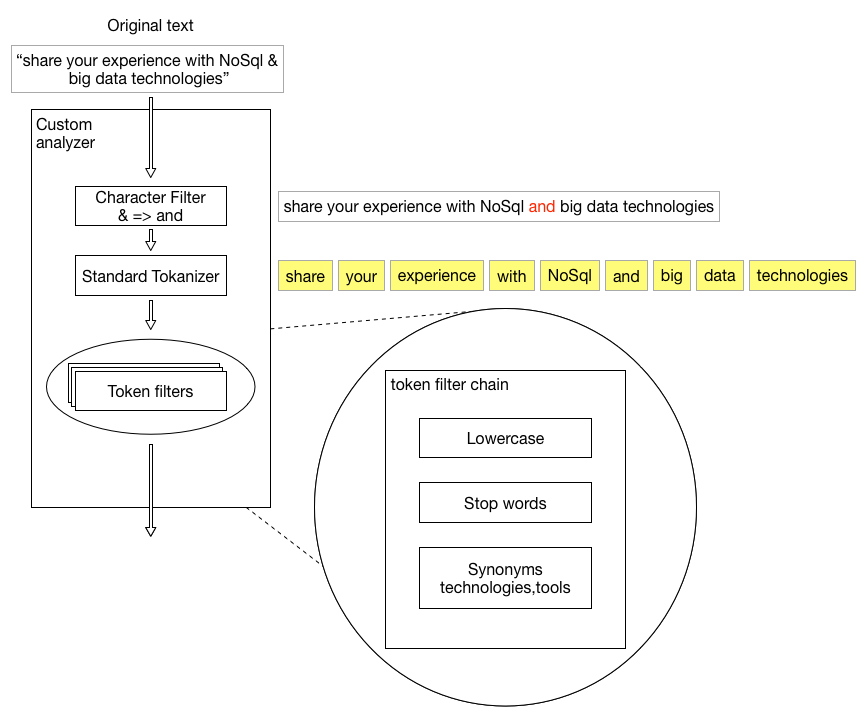 Original text
“share your experience with NoSql &
big data technologies”
Custom
analyzer
Character Filter
& => and
share your experience with NoSql and big data technologies
Standard Tokanizer
share your experience with NoSql and big data technologies
Token filters
token filter chain
Lowercase
Stop words
Synonyms
technologies,tools